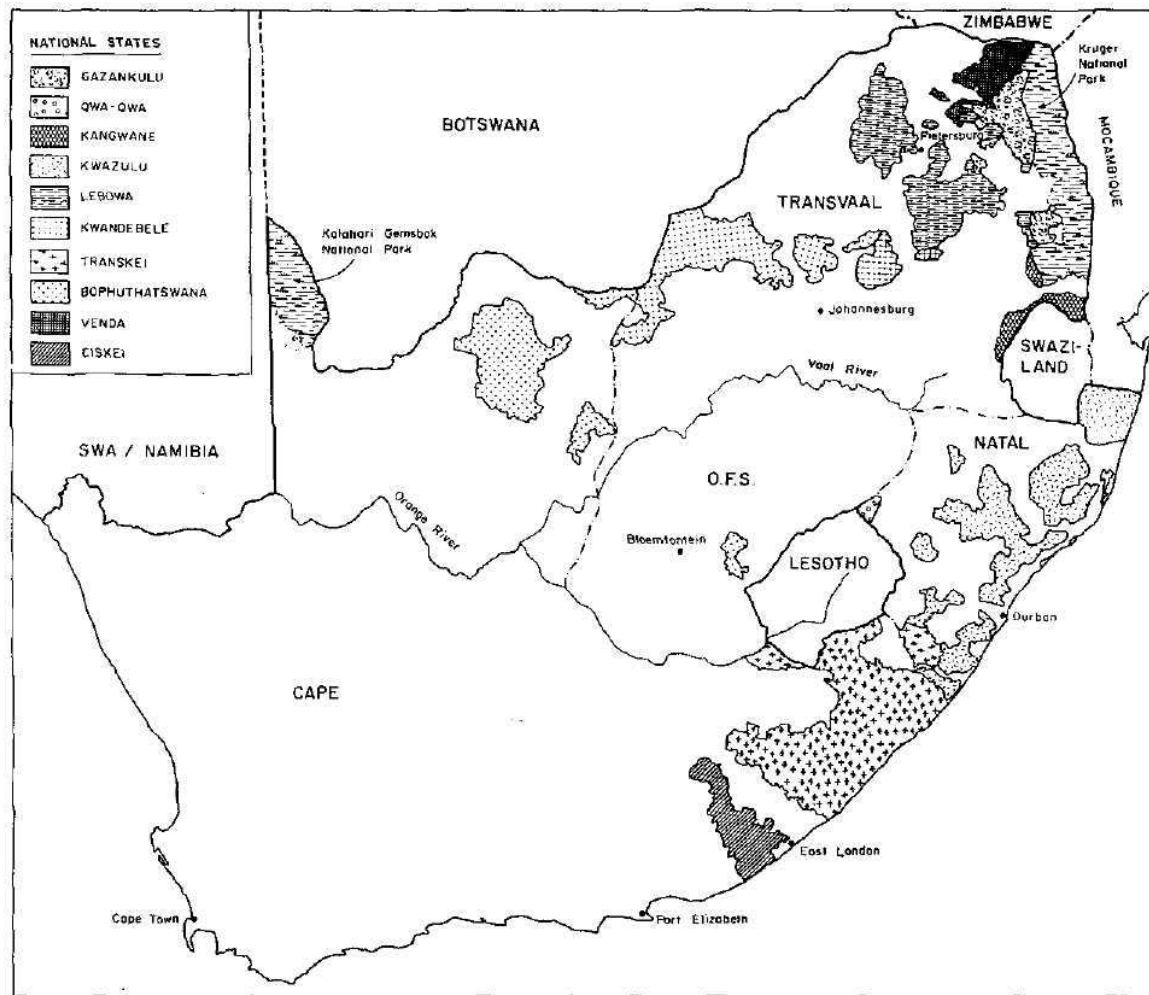 NATIONAL STATES
GAZANKULU
QWA-QWA
KANGWANE
KWAZULU
LEBOWA
KWANDEBELE
TRANSKEI
BOPHUTHATSWANA
VENDA
CISKEI
ZIMBABWE
Kruger
National
Park
BOTSWANA
MOCAMBIQUE
Pietersburg
TRANSVAAL
Kalahari Gemsbok
National Park
Johannesburg
SWAZI-
LAND
Vaal River
SWA / NAMIBIA
NATAL
O.F.S.
Orange River
Bloemfontein
LESOTHO
Durban
CAPE
East London
Cape Town
Port Elizabeth